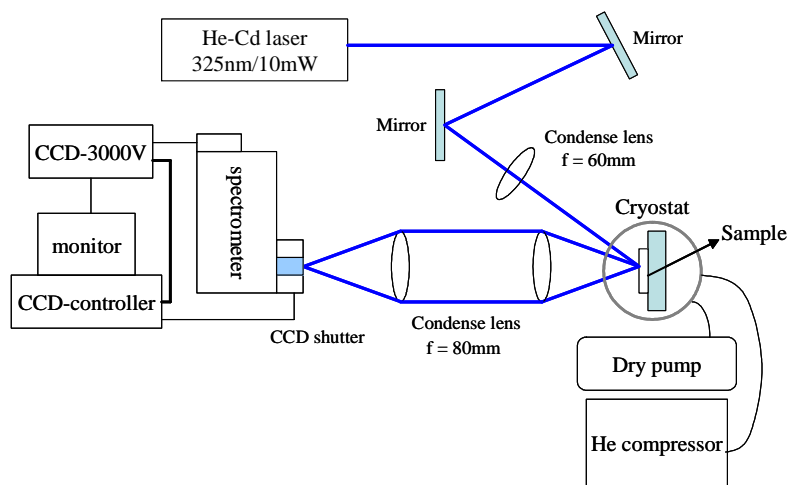 He-Cd laser
325nm/10mW
Mirror
Mirror
Condense lens
f = 60mm
CCD-3000V
spectrometer
Cryostat
Sample
monitor
CCD-controller
CCD shutter
Condense lens
f = 80mm
Dry pump
He compressor